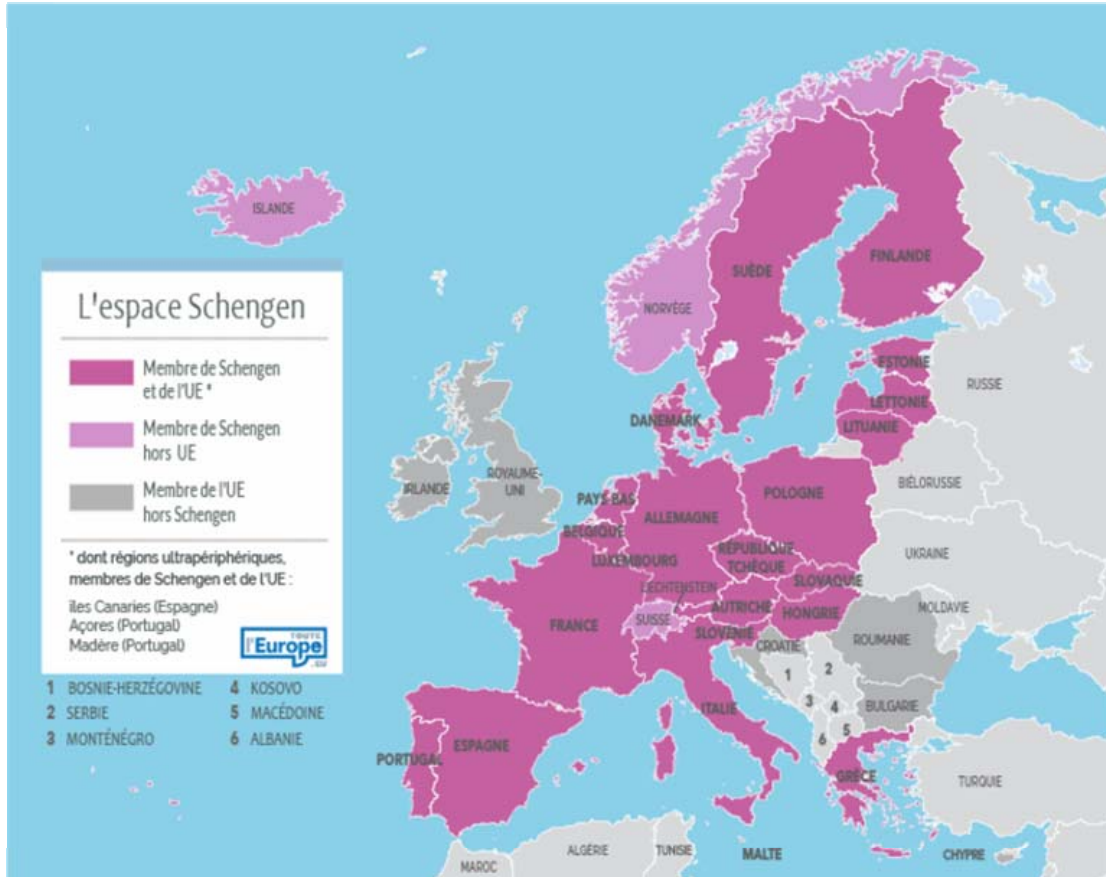 ISLANDE
L'espace Schengen
Membre de Schengen
et de l'UE *
Membre de Schengen
hors UE
Membre de l'UE
hors Schengen
* dont régions ultrapériphériques,
membres de Schengen et de l'UE :
îles Canaries (Espagne)
Açores (Portugal)
Madère (Portugal)
TOUTE
l'Europe
.EU
1 BOSNIE-HERZÉGOVINE
2 SERBIE
3 MONTÉNÉGRO
4 KOSOVO
5 MACÉDOINE
6 ALBANIE
SUÈDE
FINLANDE
NORVÈGE
ESTONIE
RUSSIE
LETTONIE
DANEMARK
LITUANIE
IRLANDE
ROYAUME-
UNI
PAYS-BAS
POLOGNE
BIÉLORUSSIE
ALLEMAGNE
BELGIQUE
UKRAINE
LUXEMBOURG
RÉPUBLIQUE
TCHÈQUE
SLOVAQUIE
LIECHTENSTEIN
AUTRICHE
HONGRIE
MOLDAVIE
FRANCE
SUISSE
SLOVÉNIE
CROATIE
ROUMANIE
1
2
3
4
5
6
ITALIE
BULGARIE
PORTUGAL
ESPAGNE
GRÈCE
TURQUIE
MAROC
ALGÉRIE
TUNISIE
MALTE
CHYPRE